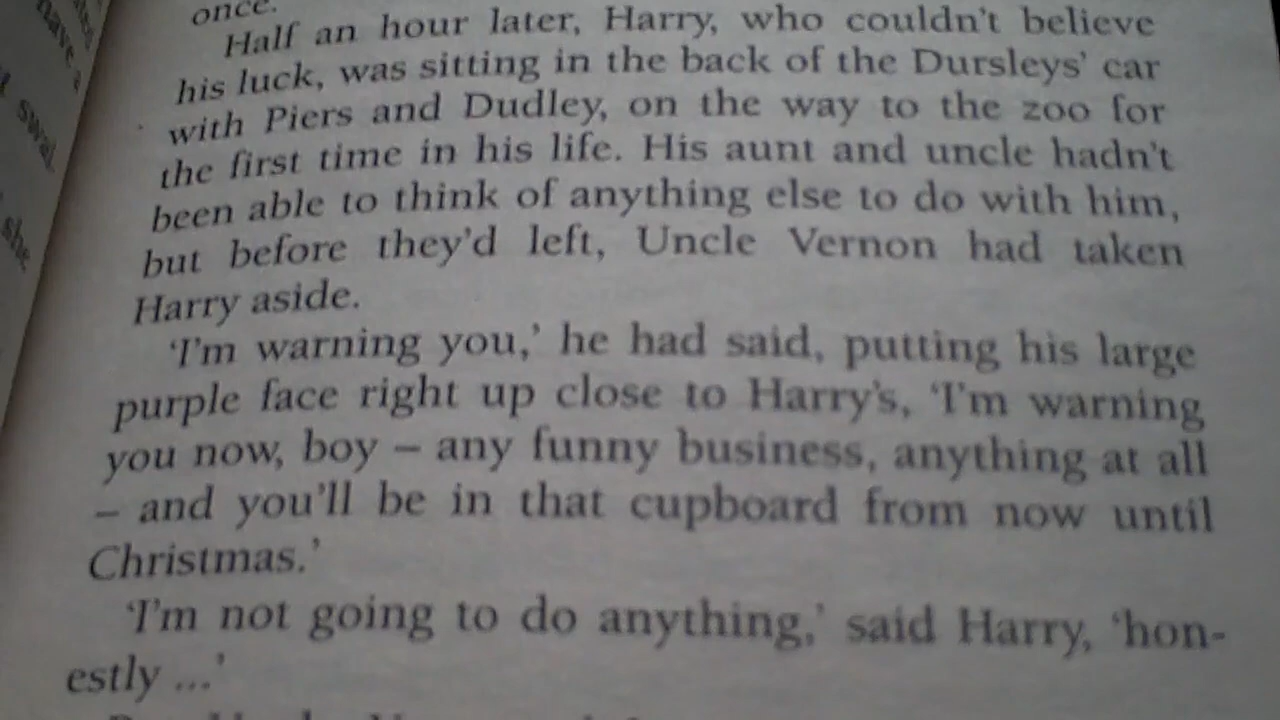 once.
Half an hour later, Harry, who couldn't believe
his luck, was sitting in the back of the Dursleys' car
with Piers and Dudley, on the way to the zoo for
the first time in his life. His aunt and uncle hadn't
been able to think of anything else to do with him,
but before they'd left, Uncle Vernon had taken
Harry aside.
'I'm warning you,' he had said, putting his large
purple face right up close to Harry's, 'I'm warning
you now, boy – any funny business, anything at all
– and you'll be in that cupboard from now until
Christmas.'
'I'm not going to do anything,' said Harry, 'hon-
estly ...'